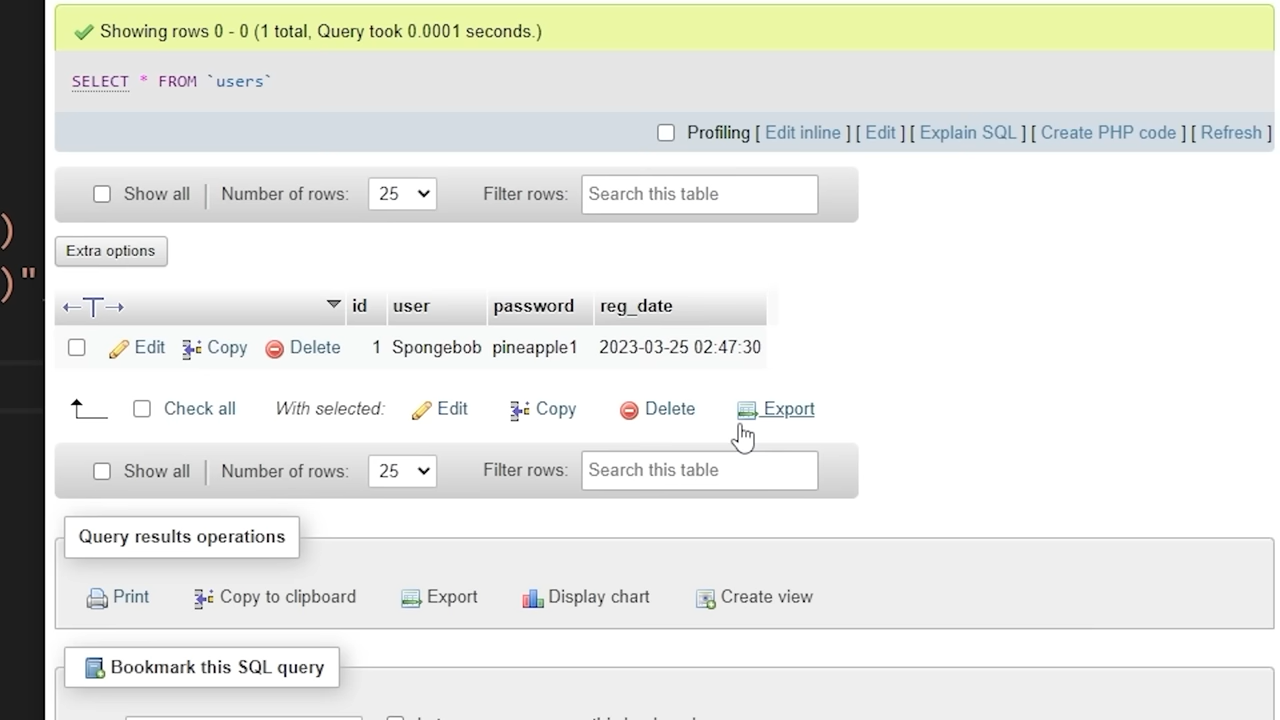 Showing rows 0 - 0 (1 total, Query took 0.0001 seconds.)
SELECT * FROM `users`
Profiling [ Edit inline ] [ Edit ] [ Explain SQL ] [ Create PHP code ] [ Refresh ]
Show all | Number of rows: 25 Filter rows: Search this table
)
Extra options
)"
id user password reg_date
Edit Copy Delete 1 Spongebob pineapple1 2023-03-25 02:47:30
Check all With selected: Edit Copy Delete Export
Show all | Number of rows: 25 Filter rows: Search this table
Query results operations
Print Copy to clipboard Export Display chart Create view
Bookmark this SQL query